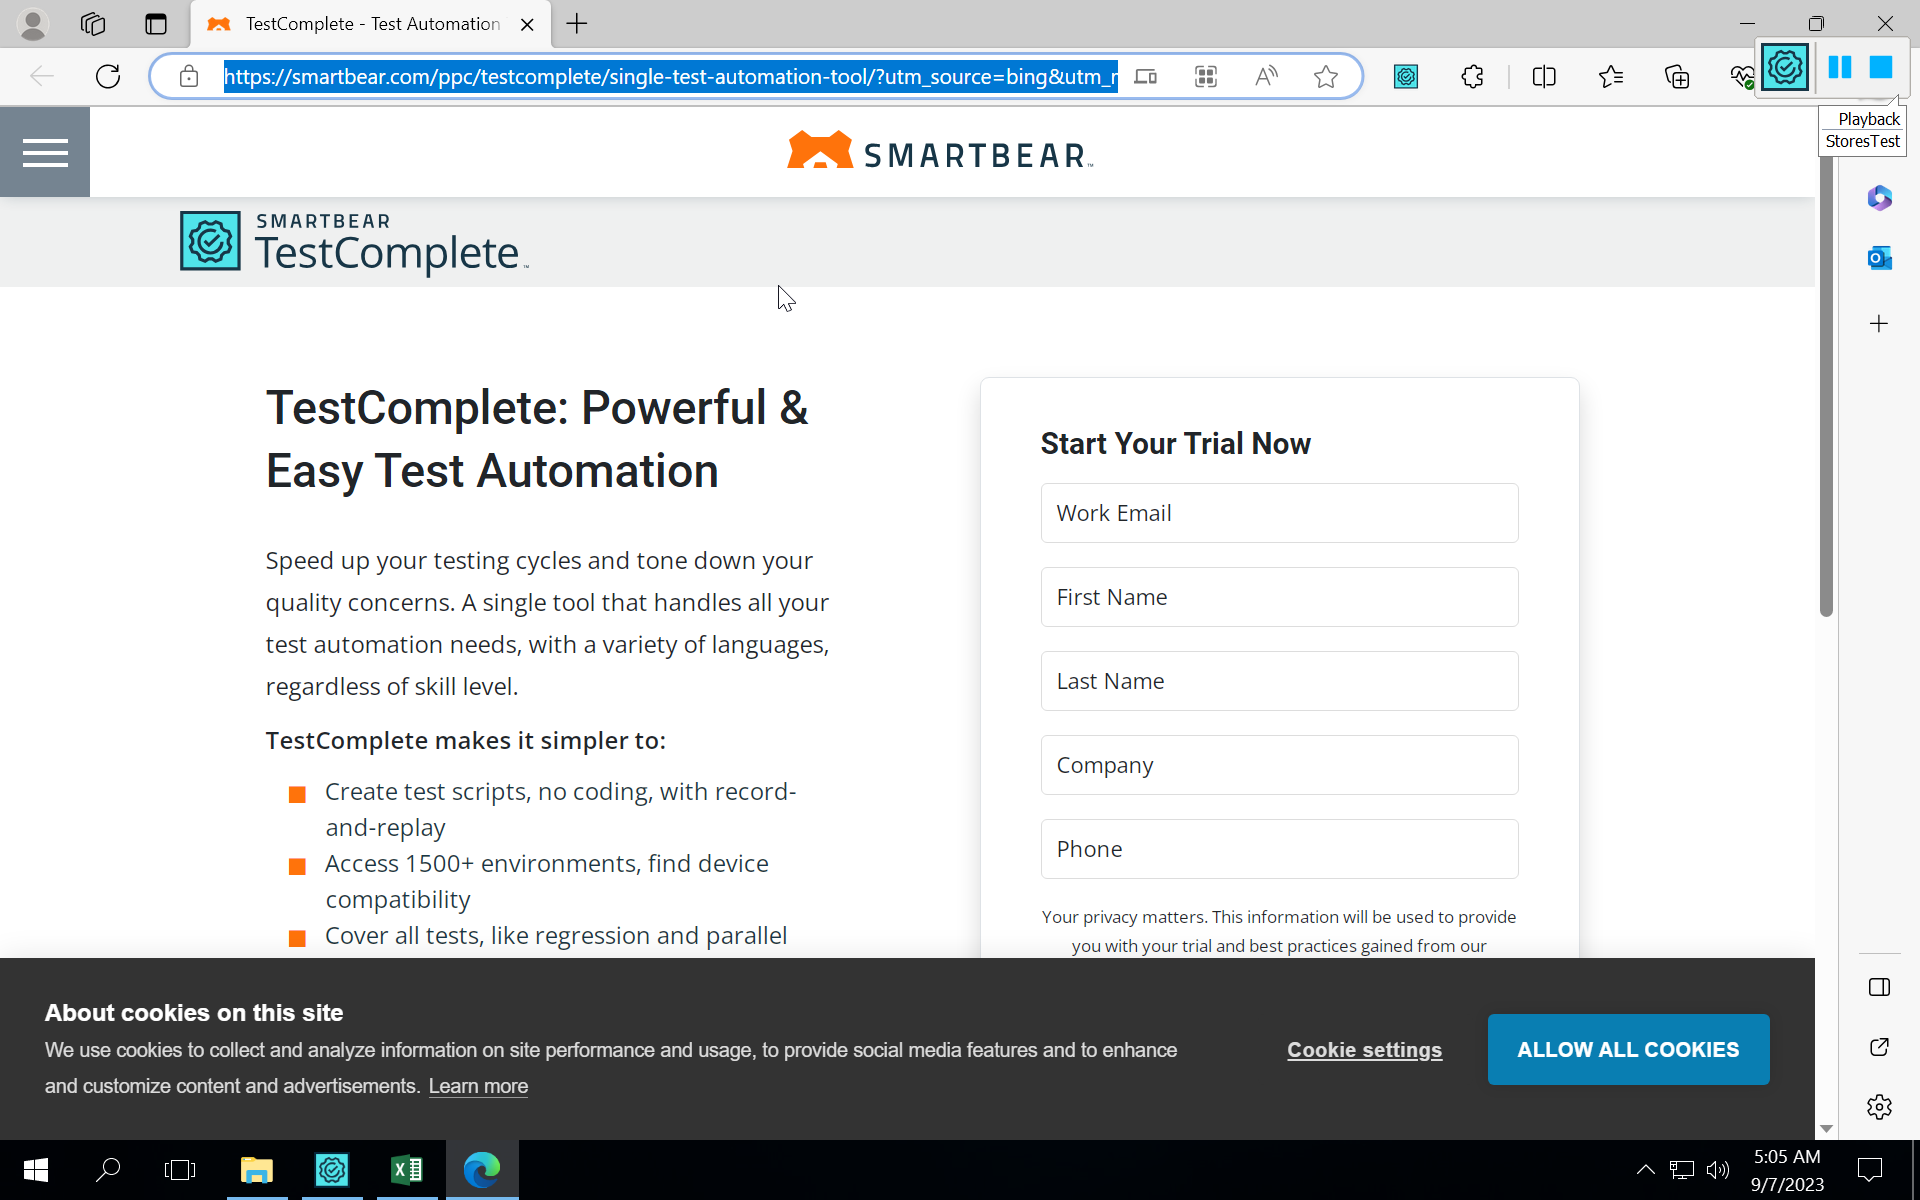 TestComplete - Test Automation
https://smartbear.com/ppc/testcomplete/single-test-automation-tool/?utm_source=bing&utm_
Playback
StoresTest
SMARTBEAR™
SMARTBEAR
TestComplete™
TestComplete: Powerful &
Easy Test Automation
Speed up your testing cycles and tone down your
quality concerns. A single tool that handles all your
test automation needs, with a variety of languages,
regardless of skill level.
TestComplete makes it simpler to:
Create test scripts, no coding, with record-
and-replay
Access 1500+ environments, find device
compatibility
Cover all tests, like regression and parallel
Start Your Trial Now
Work Email
First Name
Last Name
Company
Phone
Your privacy matters. This information will be used to provide
you with your trial and best practices gained from our
About cookies on this site
We use cookies to collect and analyze information on site performance and usage, to provide social media features and to enhance
and customize content and advertisements. Learn more
Cookie settings
ALLOW ALL COOKIES
5:05 AM
9/7/2023